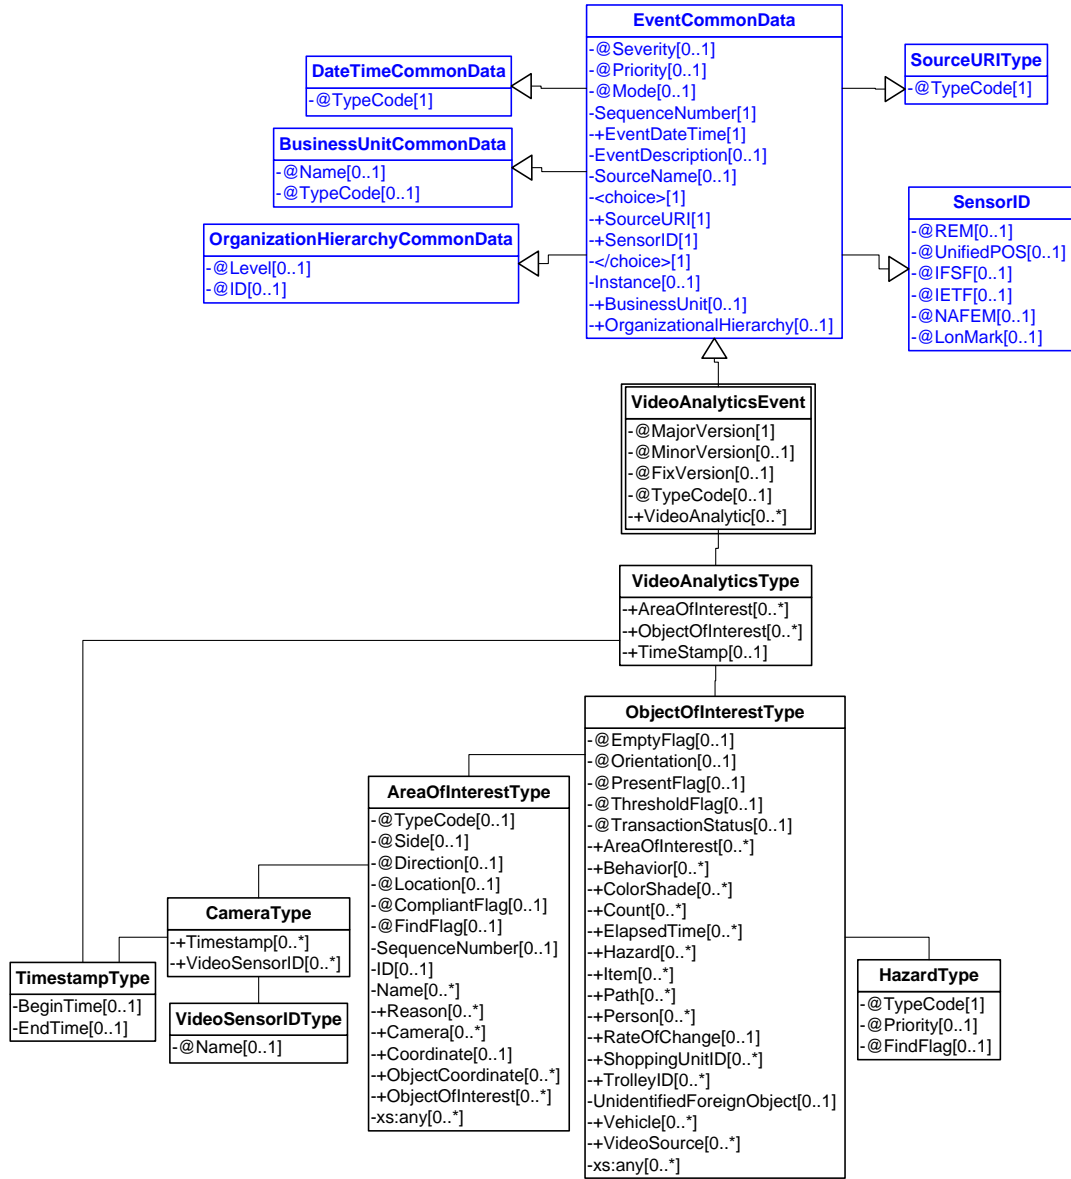 EventCommonData
-@Severity[0..1]
-@Priority[0..1]
-@Mode[0..1]
-SequenceNumber[1]
-+EventDateTime[1]
-EventDescription[0..1]
-SourceName[0..1]
-<choice>[1]
-+SourceURI[1]
-+SensorID[1]
-</choice>[1]
-Instance[0..1]
-+BusinessUnit[0..1]
-+OrganizationalHierarchy[0..1]
DateTimeCommonData
-@TypeCode[1]
BusinessUnitCommonData
-@Name[0..1]
-@TypeCode[0..1]
OrganizationHierarchyCommonData
-@Level[0..1]
-@ID[0..1]
SourceURIType
-@TypeCode[1]
SensorID
-@REM[0..1]
-@UnifiedPOS[0..1]
-@IFSF[0..1]
-@IETF[0..1]
-@NAFEM[0..1]
-@LonMark[0..1]
VideoAnalyticsEvent
-@MajorVersion[1]
-@MinorVersion[0..1]
-@FixVersion[0..1]
-@TypeCode[0..1]
-+VideoAnalytic[0..*]
VideoAnalyticsType
-+AreaOfInterest[0..*]
-+ObjectOfInterest[0..*]
-+TimeStamp[0..1]
ObjectOfInterestType
-@EmptyFlag[0..1]
-@Orientation[0..1]
-@PresentFlag[0..1]
-@ThresholdFlag[0..1]
-@TransactionStatus[0..1]
-+AreaOfInterest[0..*]
-+Behavior[0..*]
-+ColorShade[0..*]
-+Count[0..*]
-+ElapsedTime[0..*]
-+Hazard[0..*]
-+Item[0..*]
-+Path[0..*]
-+Person[0..*]
-+RateOfChange[0..1]
-+ShoppingUnitID[0..*]
-+TrolleyID[0..*]
-UnidentifiedForeignObject[0..1]
-+Vehicle[0..*]
-+VideoSource[0..*]
-xs:any[0..*]
AreaOfInterestType
-@TypeCode[0..1]
-@Side[0..1]
-@Direction[0..1]
-@Location[0..1]
-@CompliantFlag[0..1]
-@FindFlag[0..1]
-SequenceNumber[0..1]
-ID[0..1]
-Name[0..*]
-+Reason[0..*]
-+Camera[0..*]
-+Coordinate[0..1]
-+ObjectCoordinate[0..*]
-+ObjectOfInterest[0..*]
-xs:any[0..*]
CameraType
-+Timestamp[0..*]
-+VideoSensorID[0..*]
TimestampType
-BeginTime[0..1]
-EndTime[0..1]
VideoSensorIDType
-@Name[0..1]
HazardType
-@TypeCode[1]
-@Priority[0..1]
-@FindFlag[0..1]